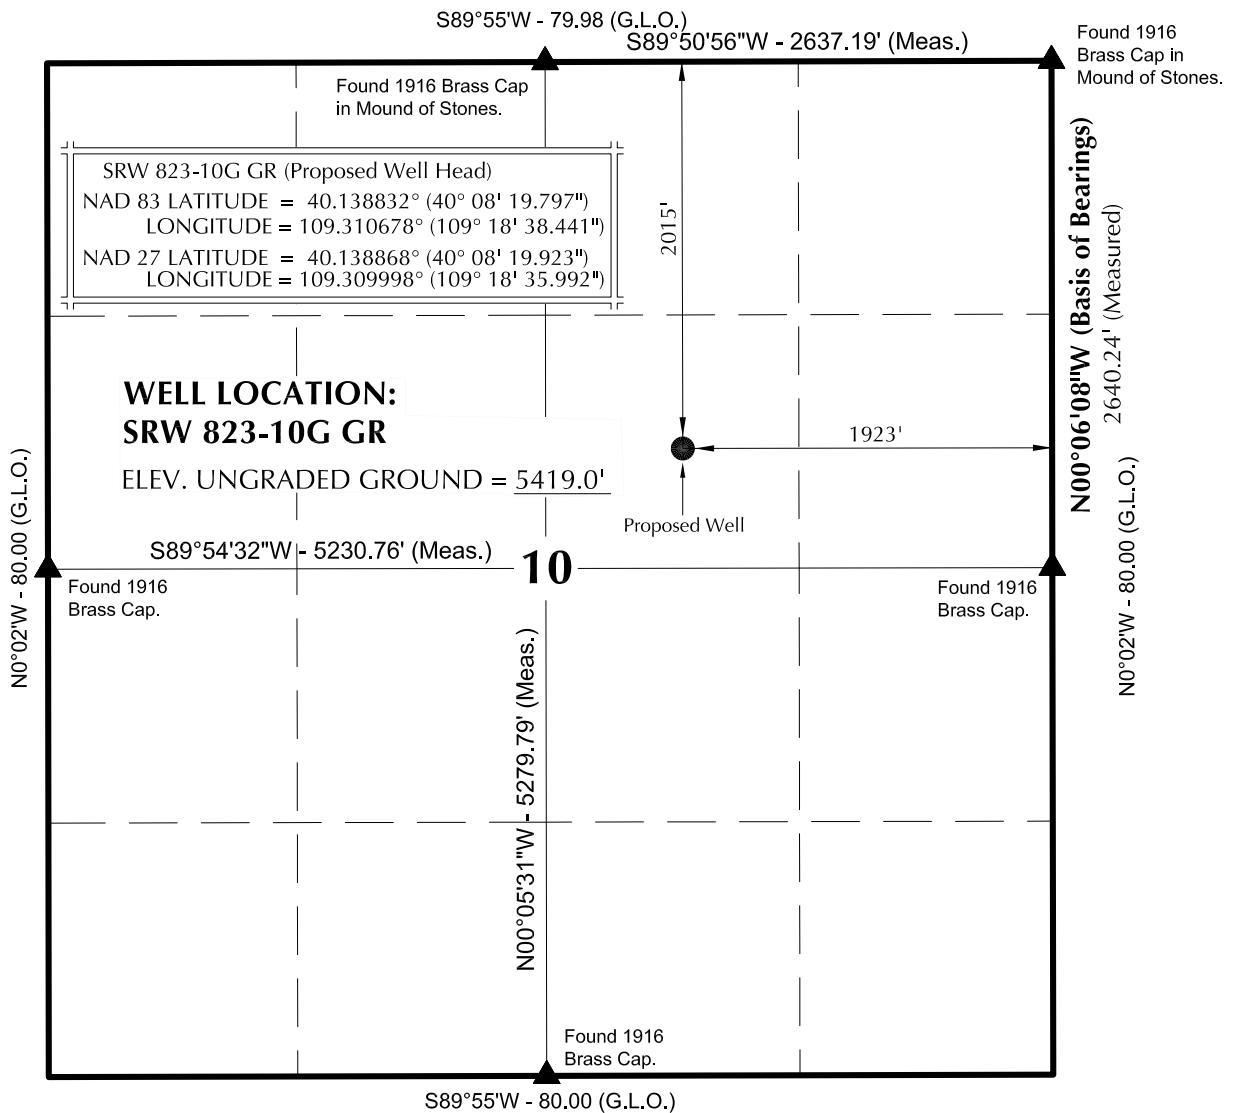 S89°55'W - 79.98 (G.L.O.)
S89°50'56"W - 2637.19' (Meas.)
Found 1916
Brass Cap in
Mound of Stones.
Found 1916 Brass Cap
in Mound of Stones.
SRW 823-10G GR (Proposed Well Head)
NAD 83 LATITUDE = 40.138832° (40° 08' 19.797")
LONGITUDE = 109.310678° (109° 18' 38.441")
NAD 27 LATITUDE = 40.138868° (40° 08' 19.923")
LONGITUDE = 109.309998° (109° 18' 35.992")
2015'
N00°06'08"W (Basis of Bearings)
2640.24' (Measured)
WELL LOCATION:
SRW 823-10G GR
ELEV. UNGRADED GROUND = 5419.0'
1923'
Proposed Well
N0°02'W - 80.00 (G.L.O.)
S89°54'32"W - 5230.76' (Meas.)
10
Found 1916
Brass Cap.
Found 1916
Brass Cap.
N0°02'W - 80.00 (G.L.O.)
N00°05'31"W - 5279.79' (Meas.)
Found 1916
Brass Cap.
S89°55'W - 80.00 (G.L.O.)